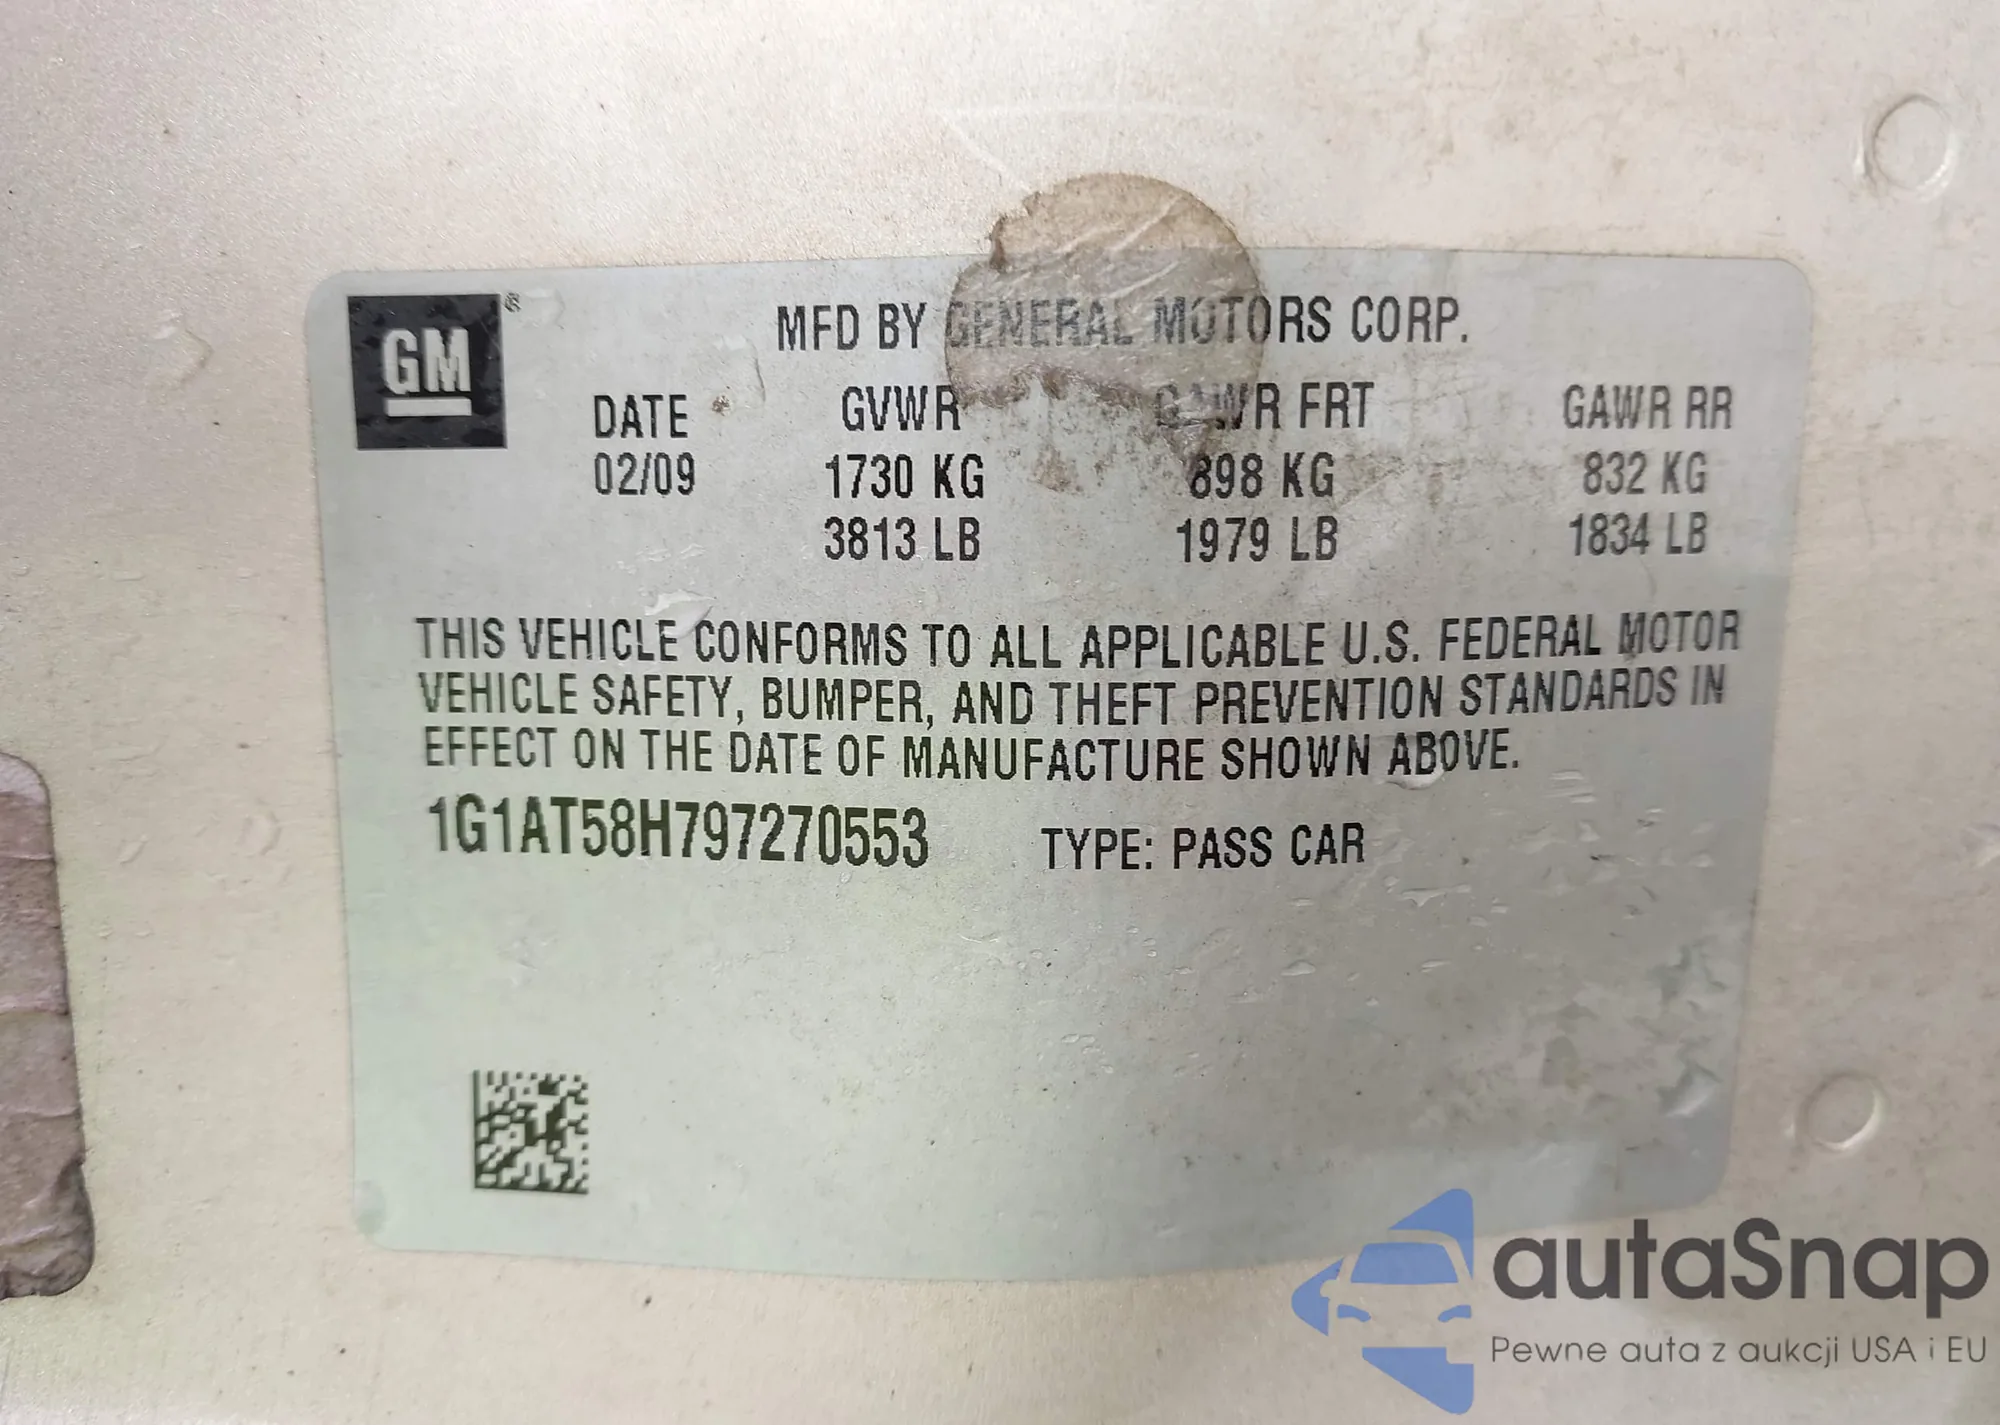 GM®
MFD BY GENERAL MOTORS CORP.
DATE GVWR GAWR FRT GAWR RR
02/09 1730 KG 898 KG 832 KG
3813 LB 1979 LB 1834 LB
THIS VEHICLE CONFORMS TO ALL APPLICABLE U.S. FEDERAL MOTOR
VEHICLE SAFETY, BUMPER, AND THEFT PREVENTION STANDARDS IN
EFFECT ON THE DATE OF MANUFACTURE SHOWN ABOVE.
1G1AT58H797270553 TYPE: PASS CAR
autaSnap
Pewne auta z aukcji USA i EU